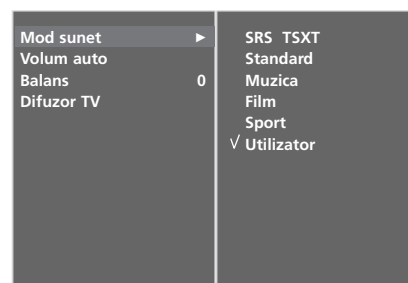 Mod sunet ►
Volum auto
Balans 0
Difuzor TV
SRS TSXT
Standard
Muzica
Film
Sport
√ Utilizator